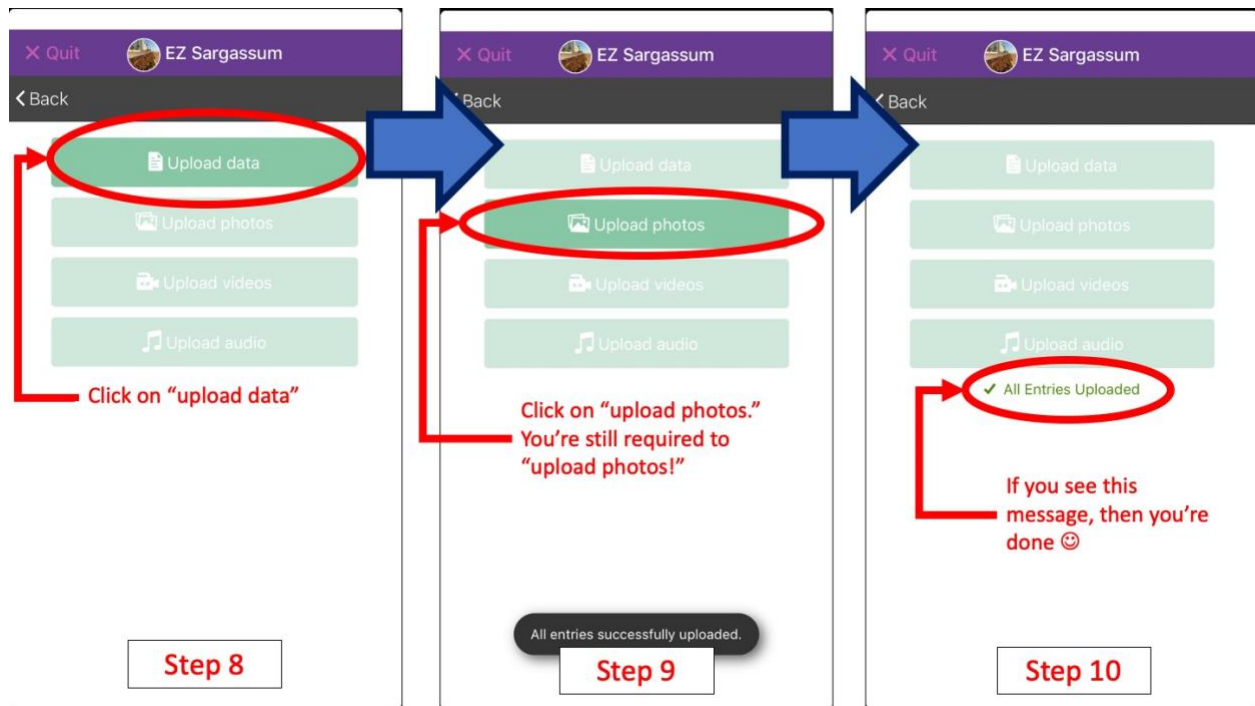 X Quit
EZ Sargassum
Back
Upload data
Upload photos
Upload videos
Upload audio
Click on “upload data”
Step 8
X Quit
EZ Sargassum
Back
Upload data
Upload photos
Upload videos
Upload audio
Click on “upload photos.”
You’re still required to
“upload photos!”
All entries successfully uploaded.
Step 9
X Quit
EZ Sargassum
Back
Upload data
Upload photos
Upload videos
Upload audio
✓ All Entries Uploaded
If you see this
message, then you’re
done ☺
Step 10